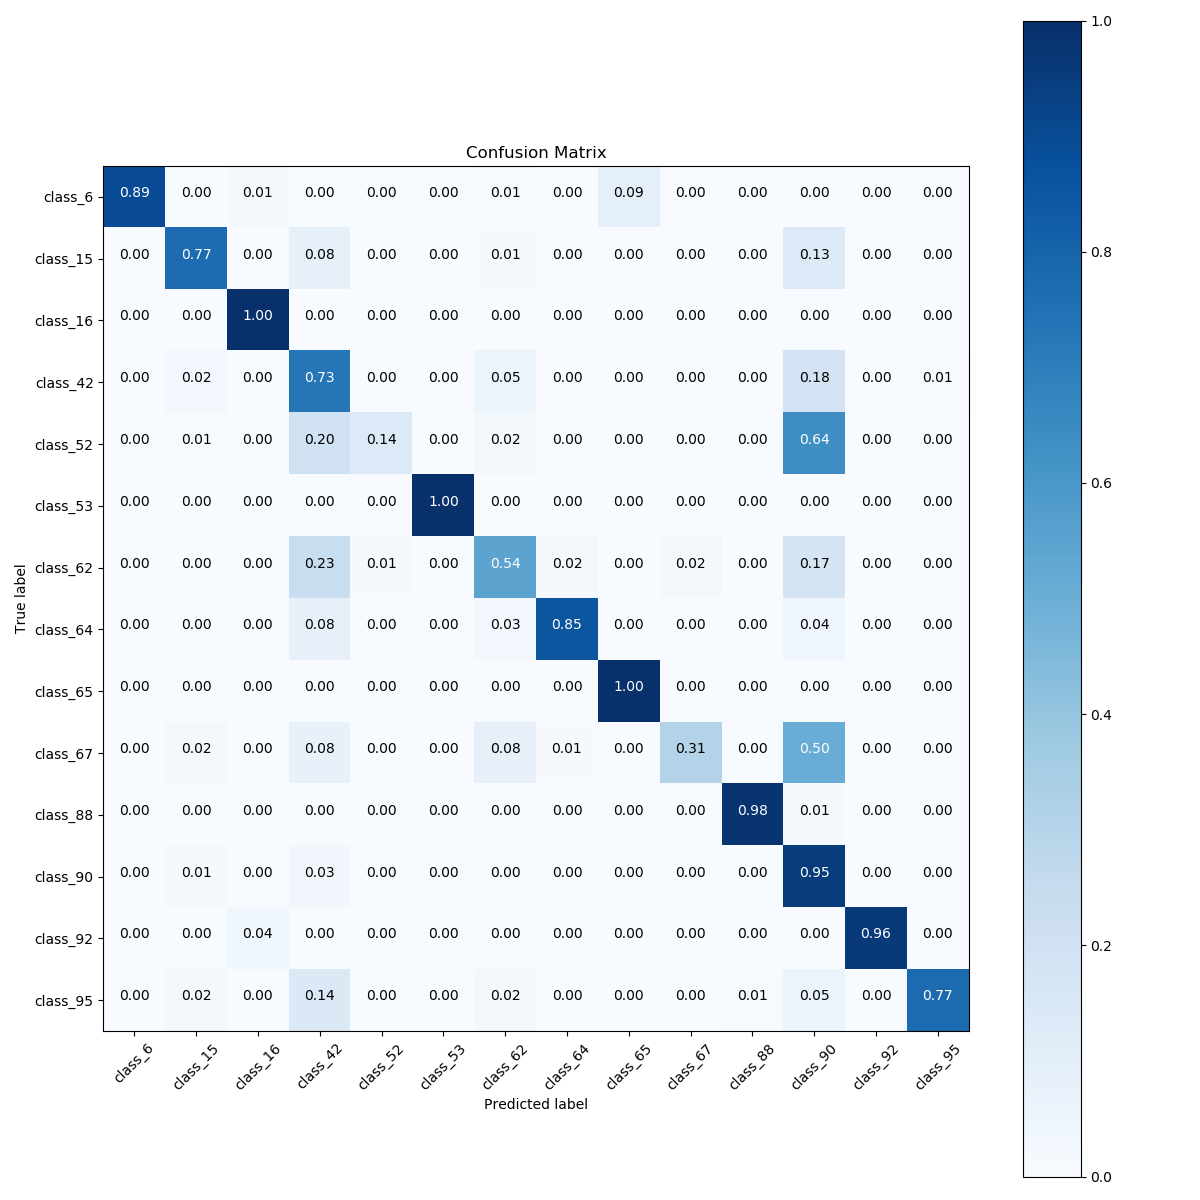 Confusion Matrix
class_6 0.89 0.00 0.01 0.00 0.00 0.00 0.01 0.00 0.09 0.00 0.00 0.00 0.00 0.00
class_15 0.00 0.77 0.00 0.08 0.00 0.00 0.01 0.00 0.00 0.00 0.00 0.13 0.00 0.00
class_16 0.00 0.00 1.00 0.00 0.00 0.00 0.00 0.00 0.00 0.00 0.00 0.00 0.00 0.00
class_42 0.00 0.02 0.00 0.73 0.00 0.00 0.05 0.00 0.00 0.00 0.00 0.18 0.00 0.01
class_52 0.00 0.01 0.00 0.20 0.14 0.00 0.02 0.00 0.00 0.00 0.00 0.64 0.00 0.00
class_53 0.00 0.00 0.00 0.00 0.00 1.00 0.00 0.00 0.00 0.00 0.00 0.00 0.00 0.00
class_62 0.00 0.00 0.00 0.23 0.01 0.00 0.54 0.02 0.00 0.02 0.00 0.17 0.00 0.00
class_64 0.00 0.00 0.00 0.08 0.00 0.00 0.03 0.85 0.00 0.00 0.00 0.04 0.00 0.00
class_65 0.00 0.00 0.00 0.00 0.00 0.00 0.00 0.00 1.00 0.00 0.00 0.00 0.00 0.00
class_67 0.00 0.02 0.00 0.08 0.00 0.00 0.08 0.01 0.00 0.31 0.00 0.50 0.00 0.00
class_88 0.00 0.00 0.00 0.00 0.00 0.00 0.00 0.00 0.00 0.00 0.98 0.01 0.00 0.00
class_90 0.00 0.01 0.00 0.03 0.00 0.00 0.00 0.00 0.00 0.00 0.00 0.95 0.00 0.00
class_92 0.00 0.00 0.04 0.00 0.00 0.00 0.00 0.00 0.00 0.00 0.00 0.00 0.96 0.00
class_95 0.00 0.02 0.00 0.14 0.00 0.00 0.02 0.00 0.00 0.00 0.01 0.05 0.00 0.77
class_6 class_15 class_16 class_42 class_52 class_53 class_62 class_64 class_65 class_67 class_88 class_90 class_92 class_95
Predicted label
True label
1.0
0.8
0.6
0.4
0.2
0.0